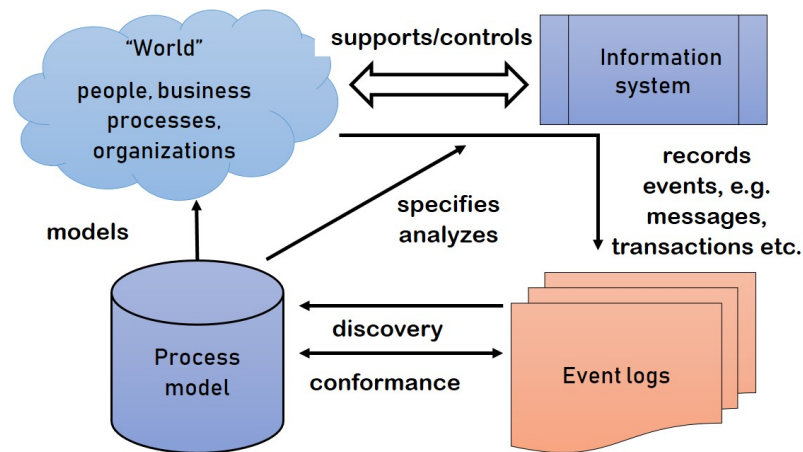 “World”
people, business
processes,
organizations
supports/controls
Information
system
records
events, e.g.
messages,
transactions etc.
specifies
analyzes
models
discovery
conformance
Process
model
Event logs